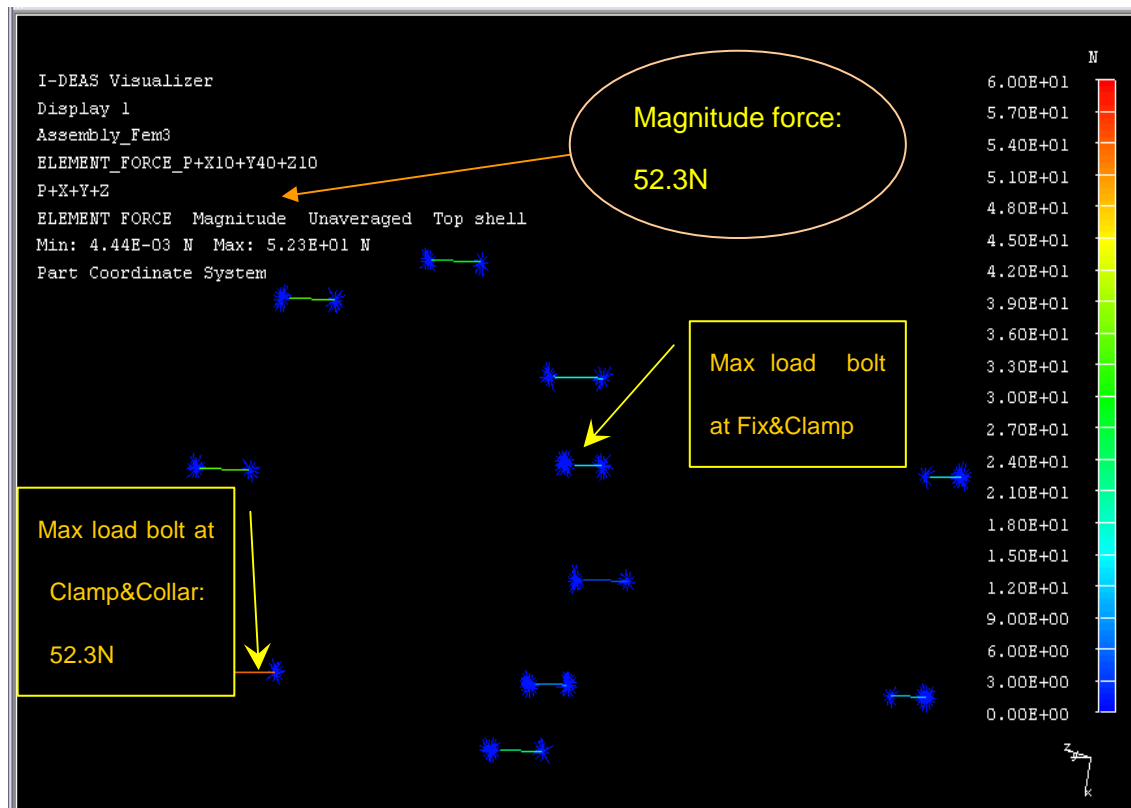 I-DEAS Visualizer
Display 1
Assembly_Fem3
ELEMENT_FORCE_P+X10+Y40+Z10
P+X+Y+Z
ELEMENT FORCE Magnitude Unaveraged Top shell
Min: 4.44E-03 N Max: 5.23E+01 N
Part Coordinate System
Magnitude force:
52.3N
Max load bolt
at Fix&Clamp
Max load bolt at
Clamp&Collar:
52.3N
N
6.00E+01
5.70E+01
5.40E+01
5.10E+01
4.80E+01
4.50E+01
4.20E+01
3.90E+01
3.60E+01
3.30E+01
3.00E+01
2.70E+01
2.40E+01
2.10E+01
1.80E+01
1.50E+01
1.20E+01
9.00E+00
6.00E+00
3.00E+00
0.00E+00
Z